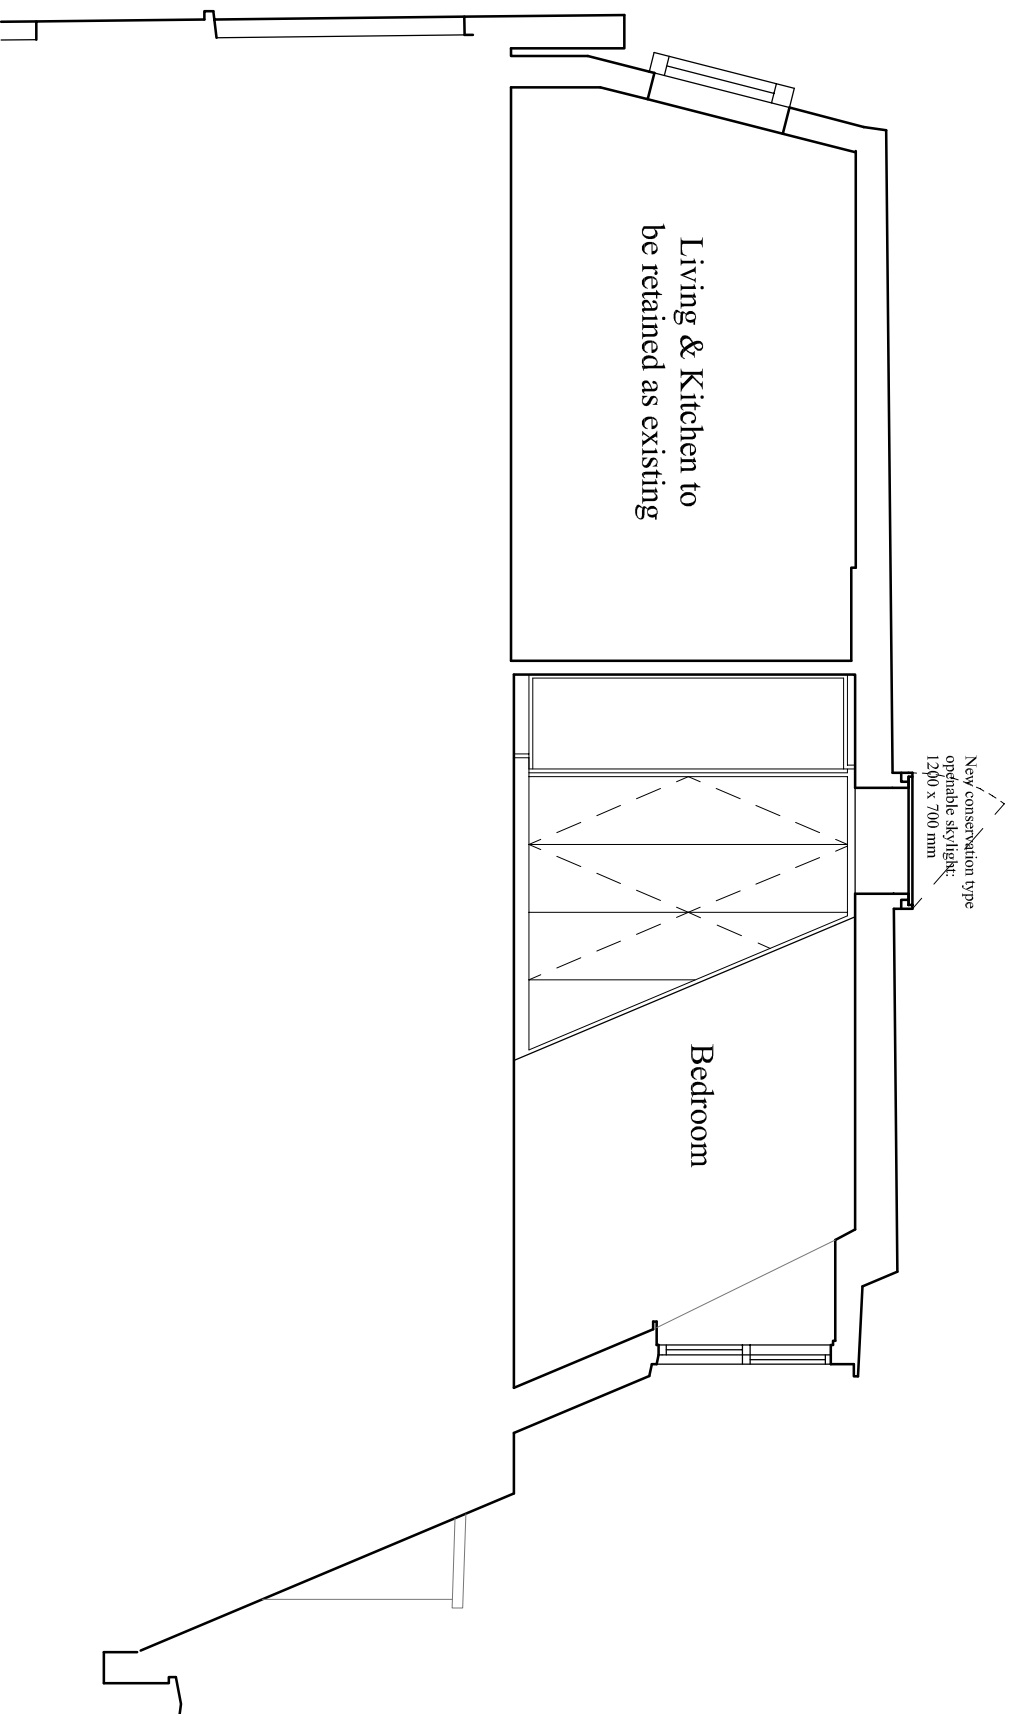 Living & Kitchen to
be retained as existing
New conservation type
openable skylight:
1200 x 700 mm
Bedroom